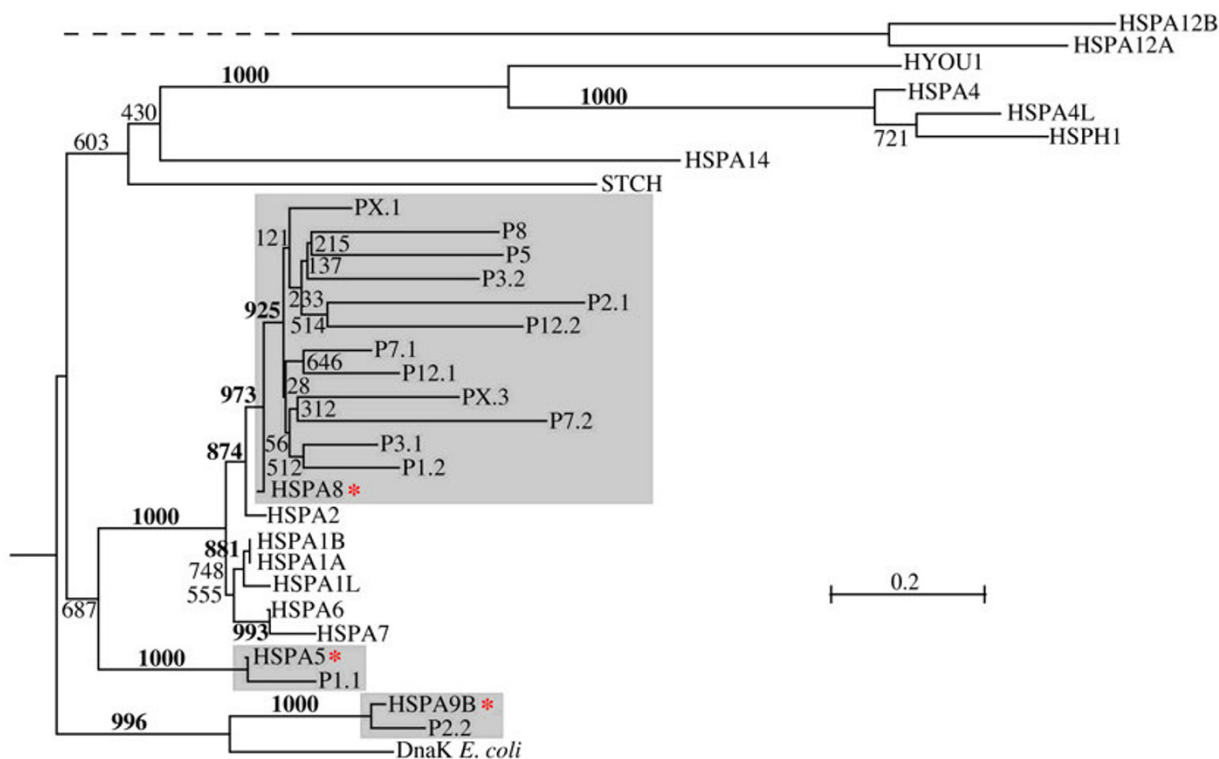 HSPA12B
HSPA12A
HYOU1
1000
HSPA4
1000
430
HSPA4L
721
HSPH1
603
HSPA14
STCH
PX.1
P8
121
215
P5
137
P3.2
233
P2.1
925
514
P12.2
P7.1
646
P12.1
28
973
PX.3
312
P7.2
56
P3.1
874
512
P1.2
HSPA8 *
1000
HSPA2
881
HSPA1B
HSPA1A
748
HSPA1L
555
0.2
687
HSPA6
993
HSPA7
1000
HSPA5 *
P1.1
1000
HSPA9B *
996
P2.2
DnaK E. coli